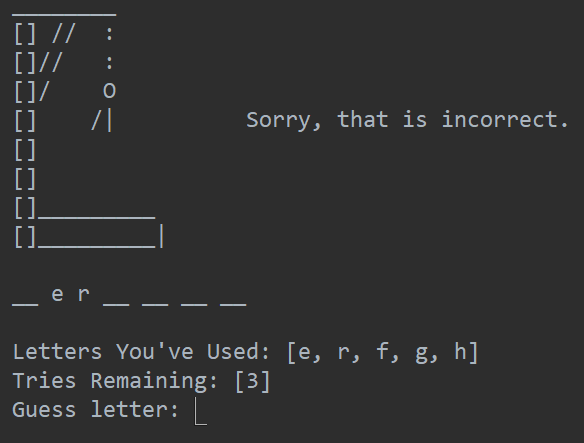 ________
[] //  :
[]//   :
[]/    O
[]    /|          Sorry, that is incorrect.
[]
[]
[]_________
[]_________|
__ e r __ __ __ __
Letters You've Used: [e, r, f, g, h]
Tries Remaining: [3]
Guess letter: